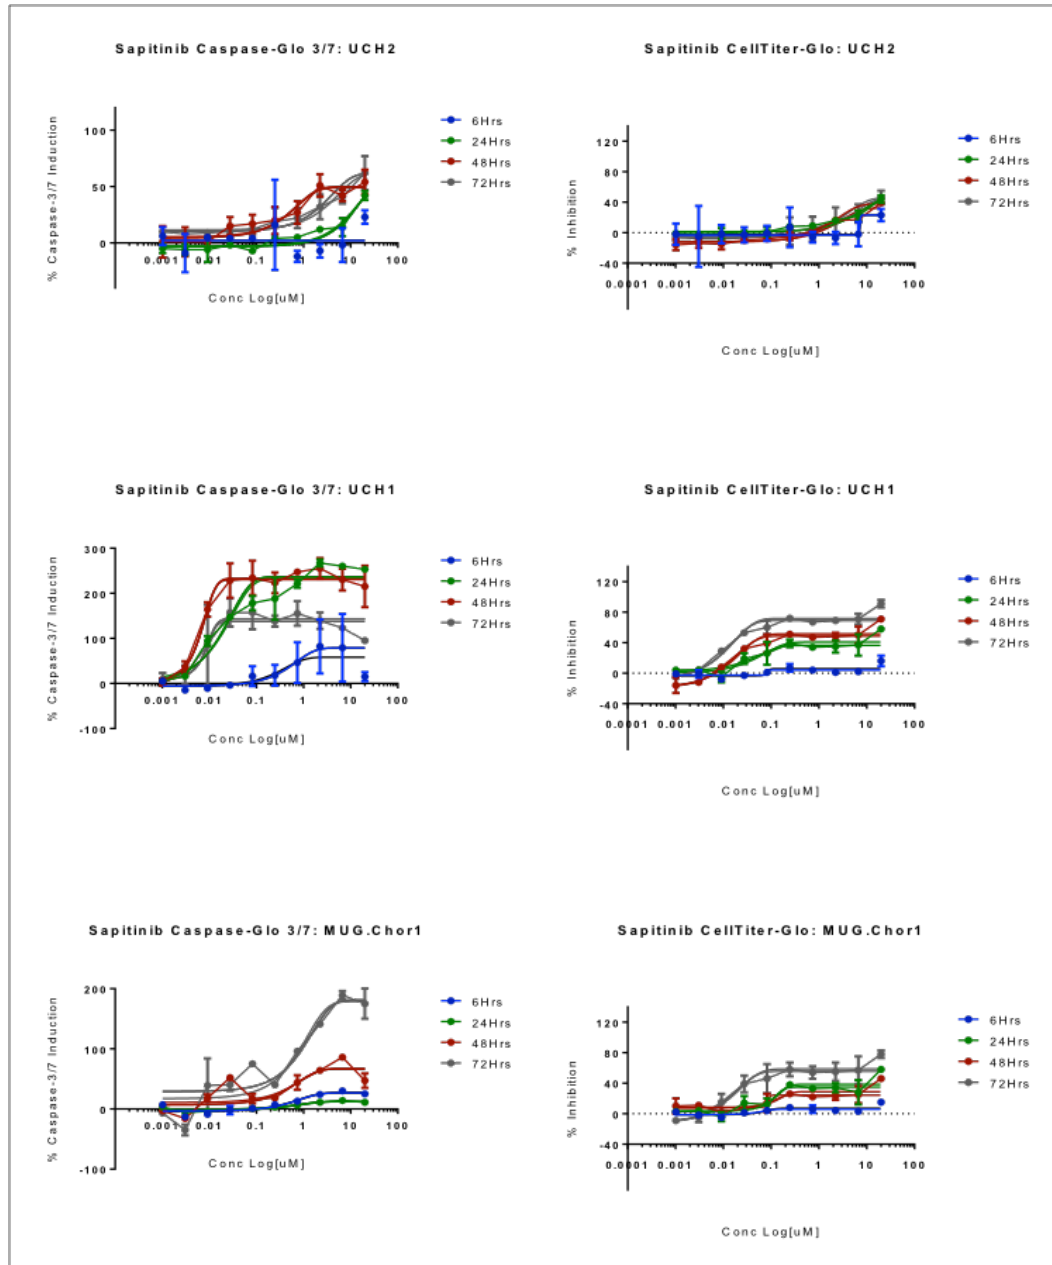 Sapitinib Caspase-Glo 3/7: UCH2
% Caspase-3/7 Induction
100
50
0
0.001 0.01 0.1 1 10 100
Conc Log[uM]
6Hrs
24Hrs
48Hrs
72Hrs
Sapitinib CellTiter-Glo: UCH2
% Inhibition
120
80
40
0
-40
0.0001 0.001 0.01 0.1 1 10 100
Conc Log[uM]
6Hrs
24Hrs
48Hrs
72Hrs
Sapitinib Caspase-Glo 3/7: UCH1
% Caspase-3/7 Induction
300
200
100
0
-100
0.001 0.01 0.1 1 10 100
Conc Log[uM]
6Hrs
24Hrs
48Hrs
72Hrs
Sapitinib CellTiter-Glo: UCH1
% Inhibition
120
80
40
0
-40
0.0001 0.001 0.01 0.1 1 10 100
Conc Log[uM]
6Hrs
24Hrs
48Hrs
72Hrs
Sapitinib Caspase-Glo 3/7: MUG.Chor1
% Caspase-3/7 Induction
200
100
0
-100
0.001 0.01 0.1 1 10 100
Conc Log[uM]
6Hrs
24Hrs
48Hrs
72Hrs
Sapitinib CellTiter-Glo: MUG.Chor1
% Inhibition
120
80
40
0
-40
0.0001 0.001 0.01 0.1 1 10 100
Conc Log[uM]
6Hrs
24Hrs
48Hrs
72Hrs